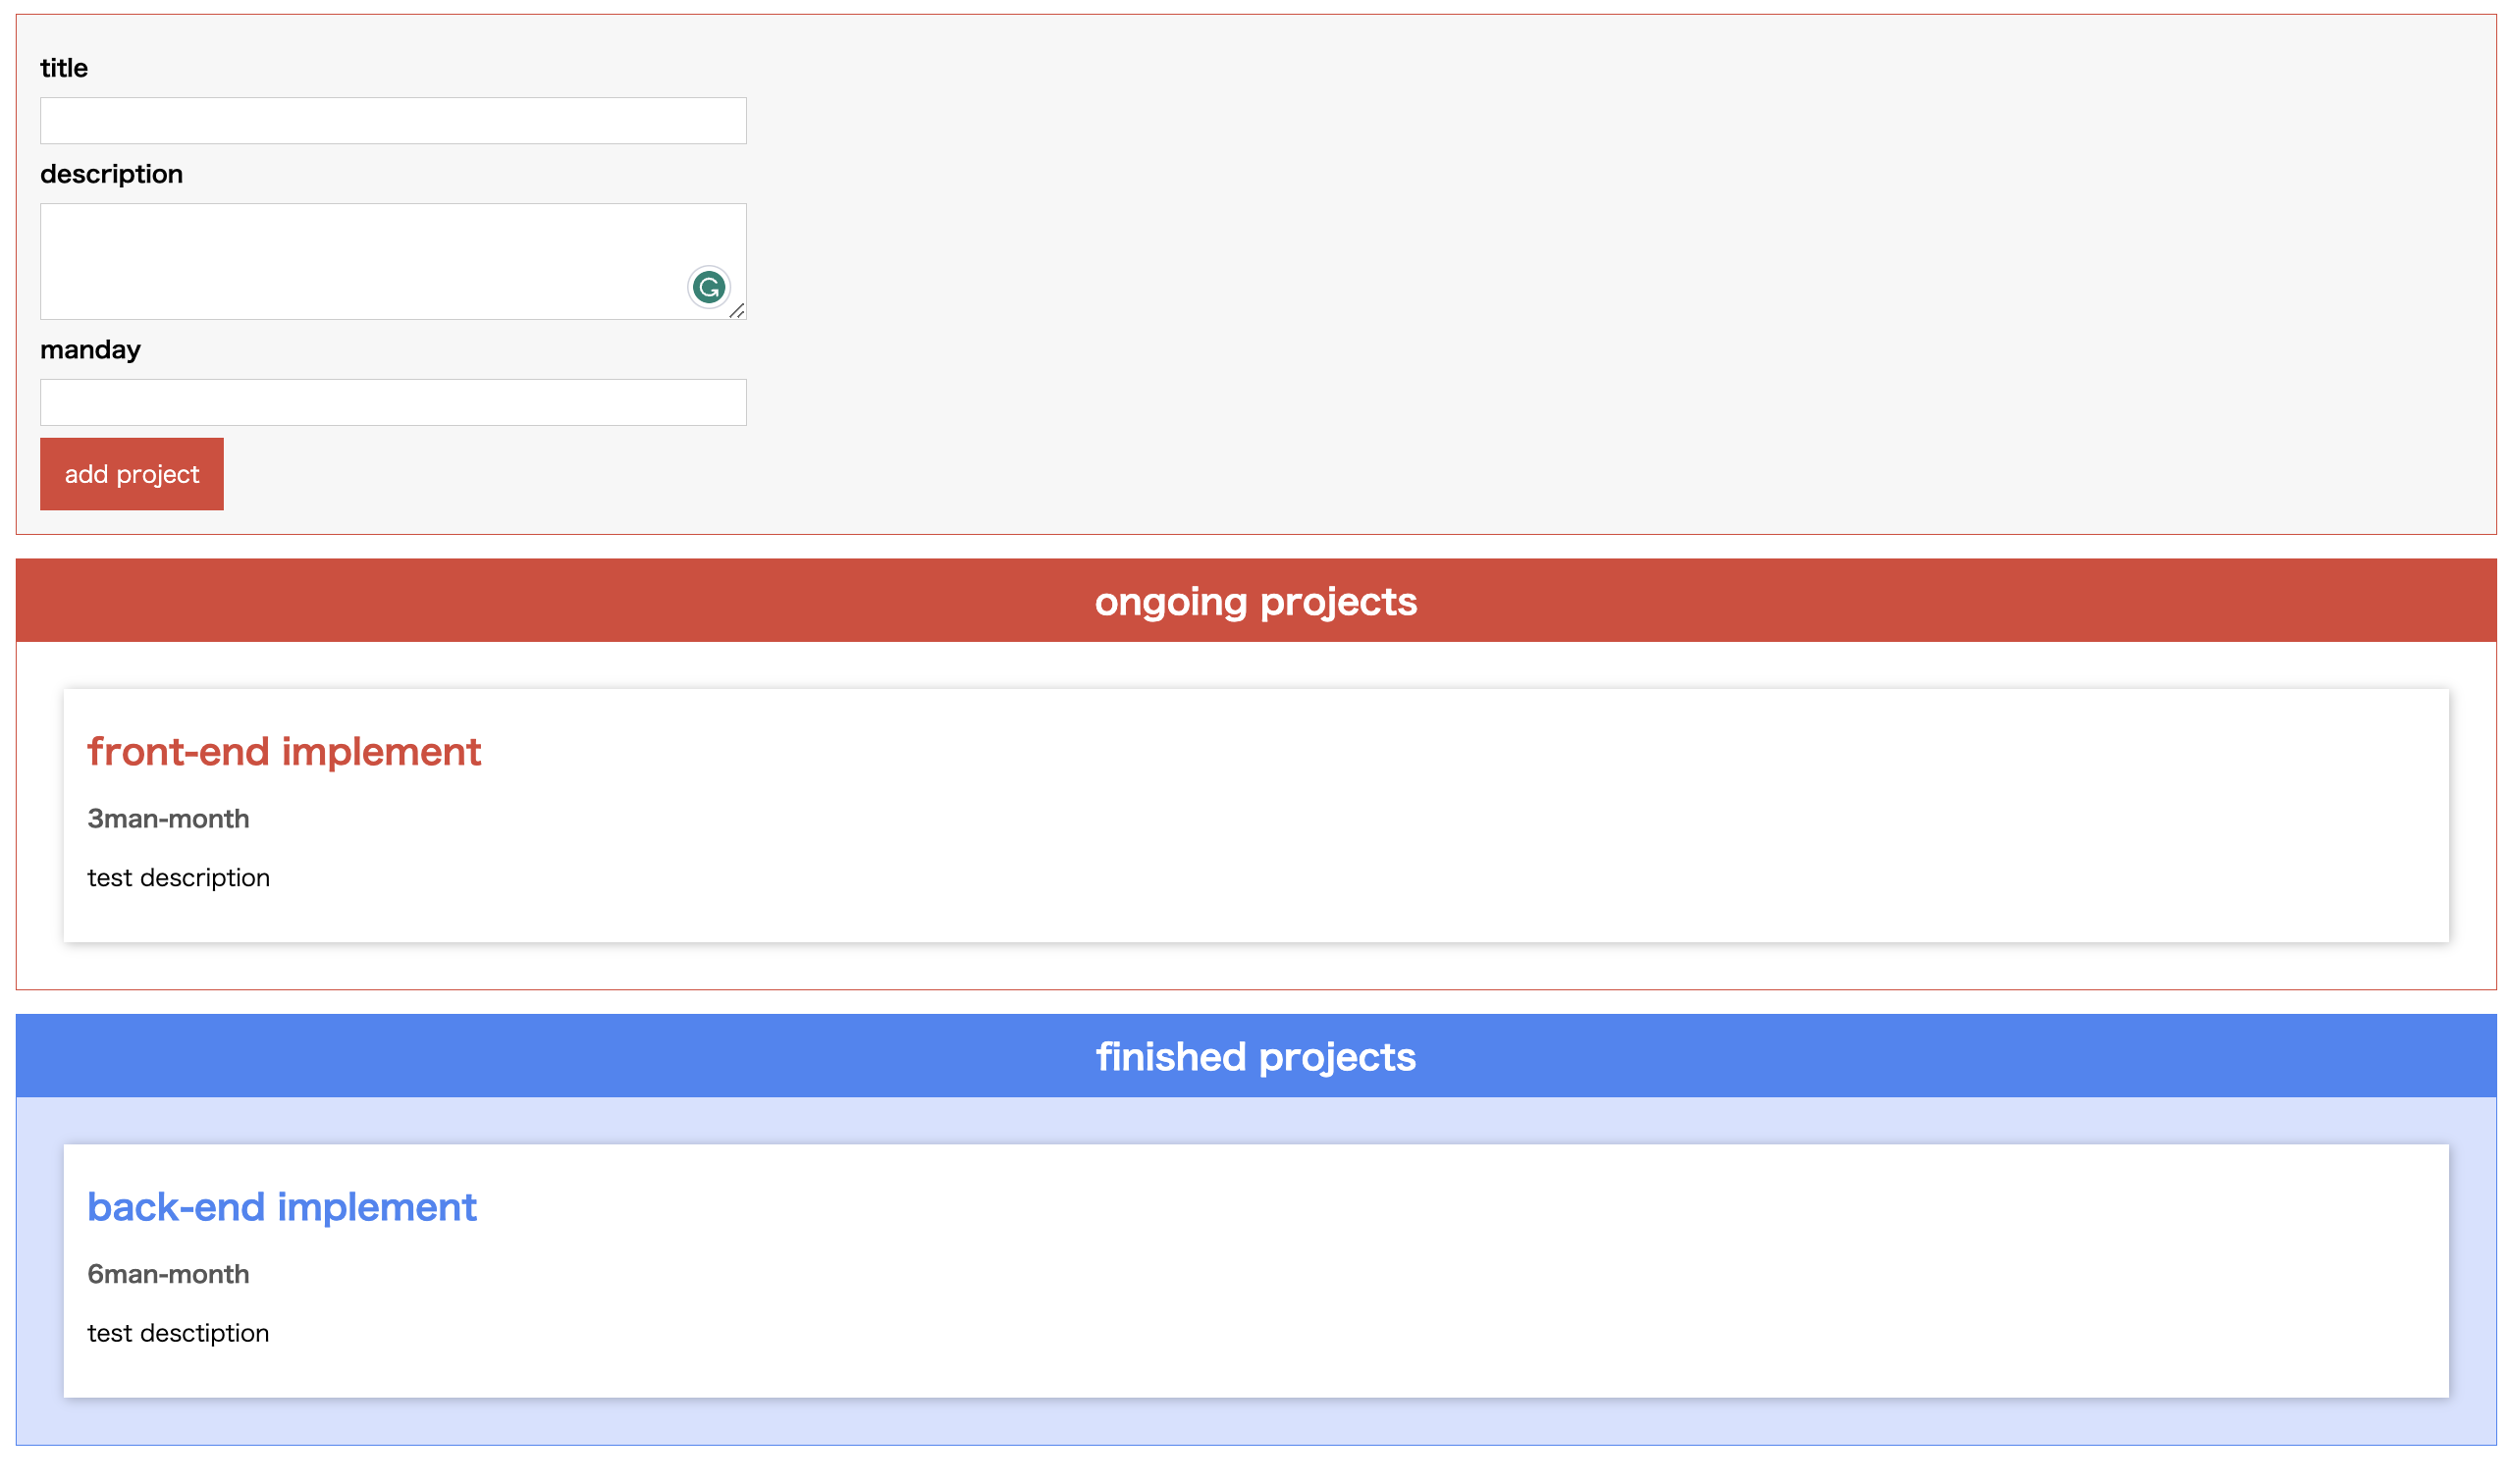 title
description
manday
add project
ongoing projects
front-end implement
3man-month
test description
finished projects
back-end implement
6man-month
test desctiption